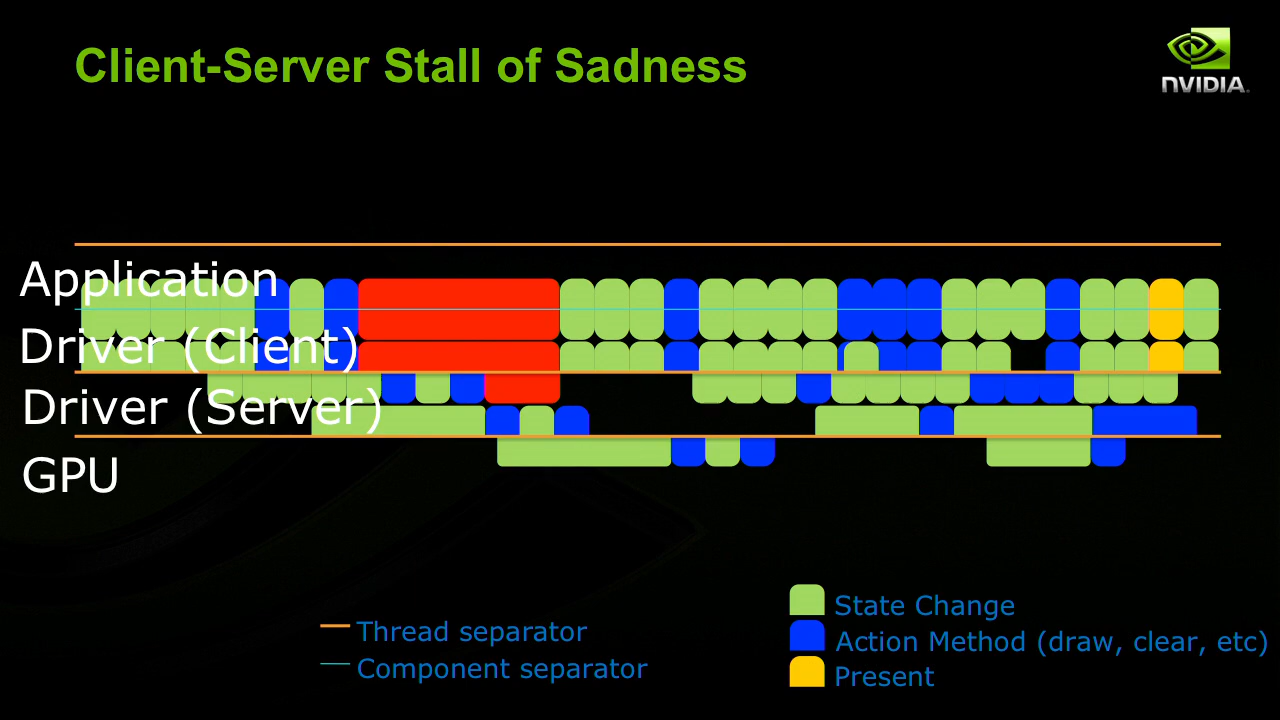 Client-Server Stall of Sadness
NVIDIA
Application
Driver (Client)
Driver (Server)
GPU
Thread separator
Component separator
State Change
Action Method (draw, clear, etc)
Present